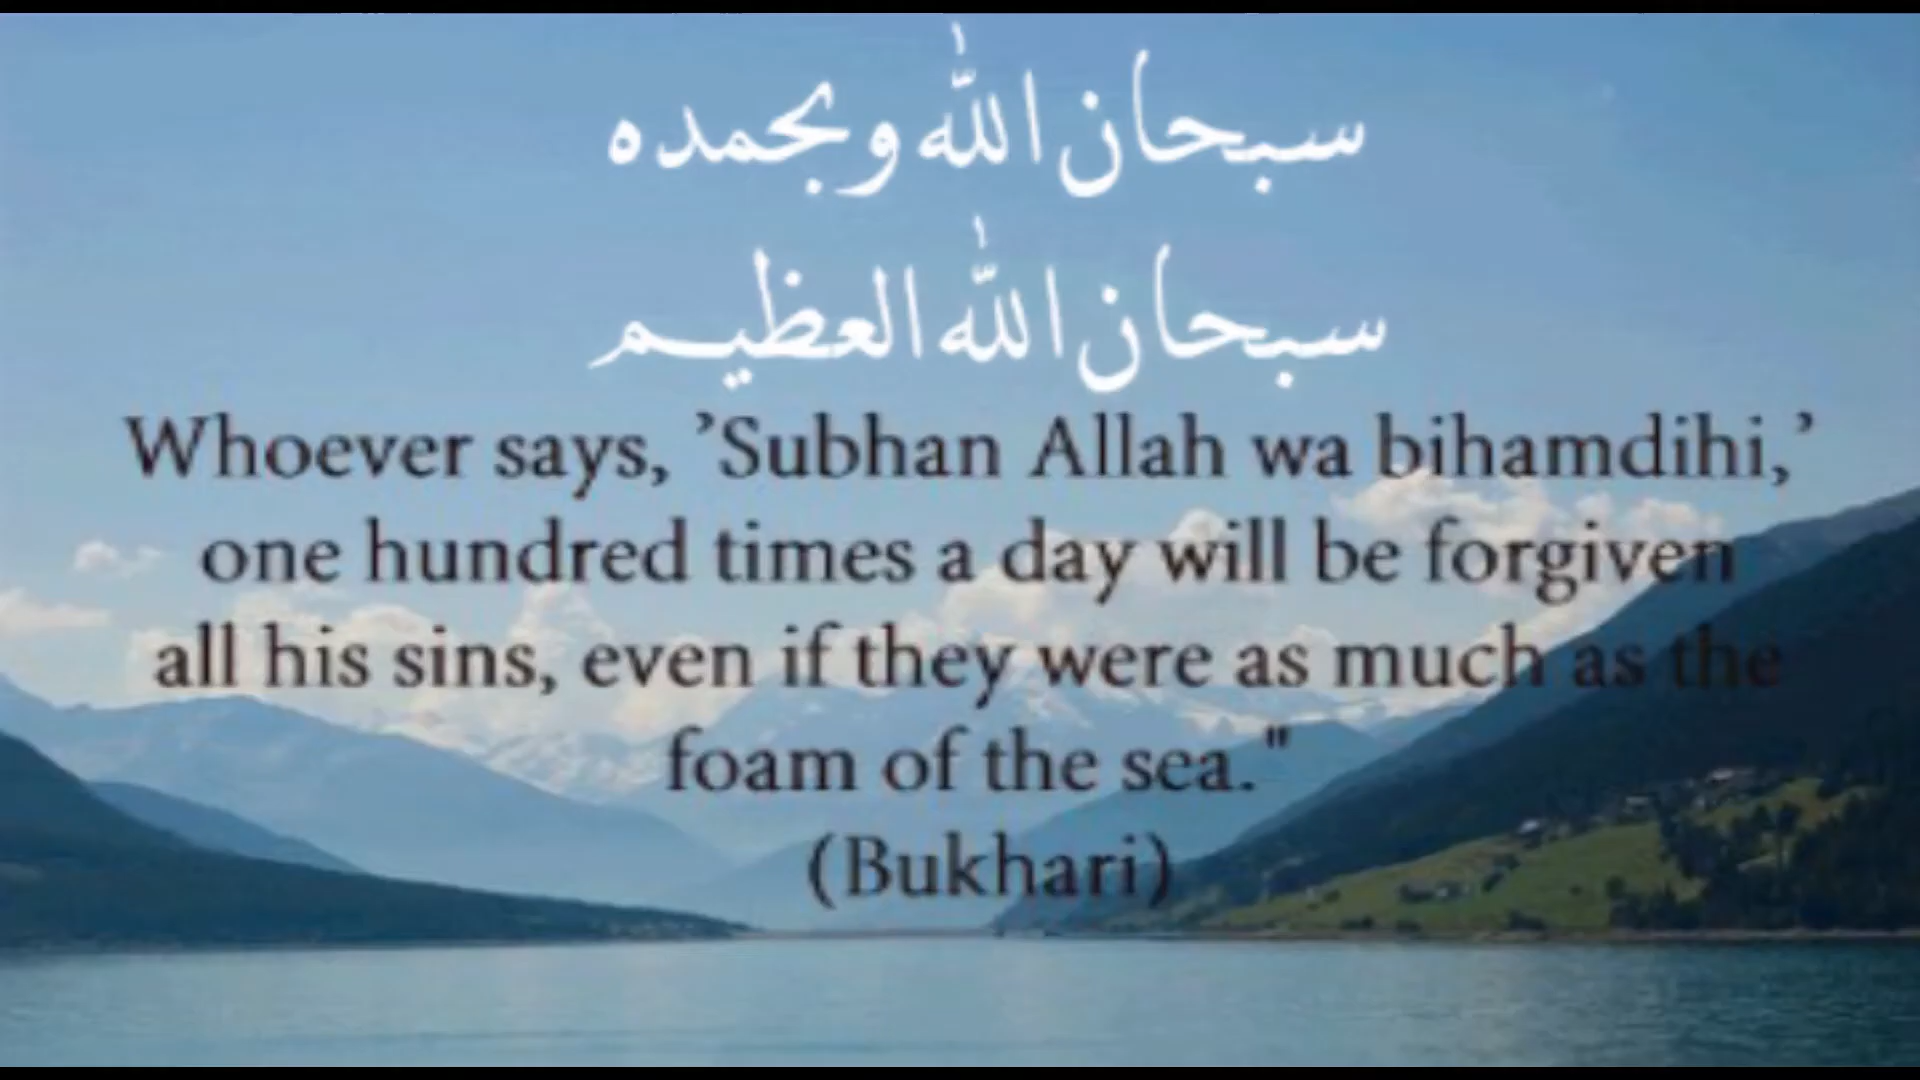 سبحان الله وبحمده
سبحان الله العظيم
Whoever says, ’Subhan Allah wa bihamdihi,’
one hundred times a day will be forgiven
all his sins, even if they were as much as the
foam of the sea."
(Bukhari)